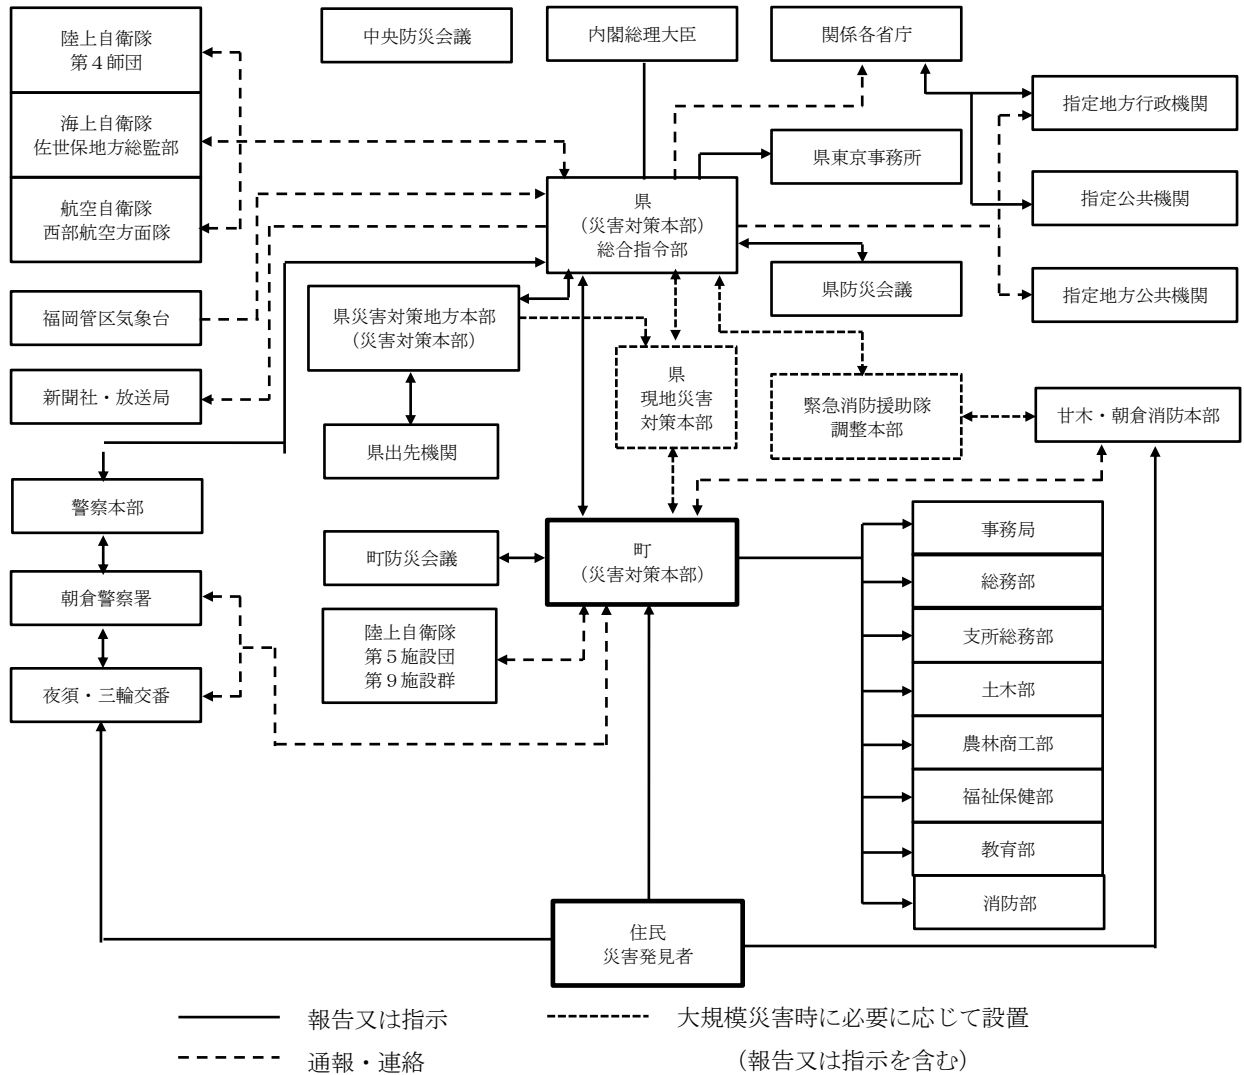 陸上自衛隊
第４師団
中央防災会議
内閣総理大臣
関係各省庁
海上自衛隊
佐世保地方総監部
指定地方行政機関
県東京事務所
航空自衛隊
西部航空方面隊
県
（災害対策本部）
総合指令部
指定公共機関
福岡管区気象台
県災害対策地方本部
（災害対策本部）
県防災会議
指定地方公共機関
新聞社・放送局
県
現地災害
対策本部
緊急消防援助隊
調整本部
甘木・朝倉消防本部
県出先機関
警察本部
町防災会議
町
（災害対策本部）
事務局
総務部
朝倉警察署
陸上自衛隊
第５施設団
第９施設群
支所総務部
夜須・三輪交番
土木部
農林商工部
福祉保健部
教育部
消防部
住民
災害発見者
報告又は指示
大規模災害時に必要に応じて設置
通報・連絡
（報告又は指示を含む）